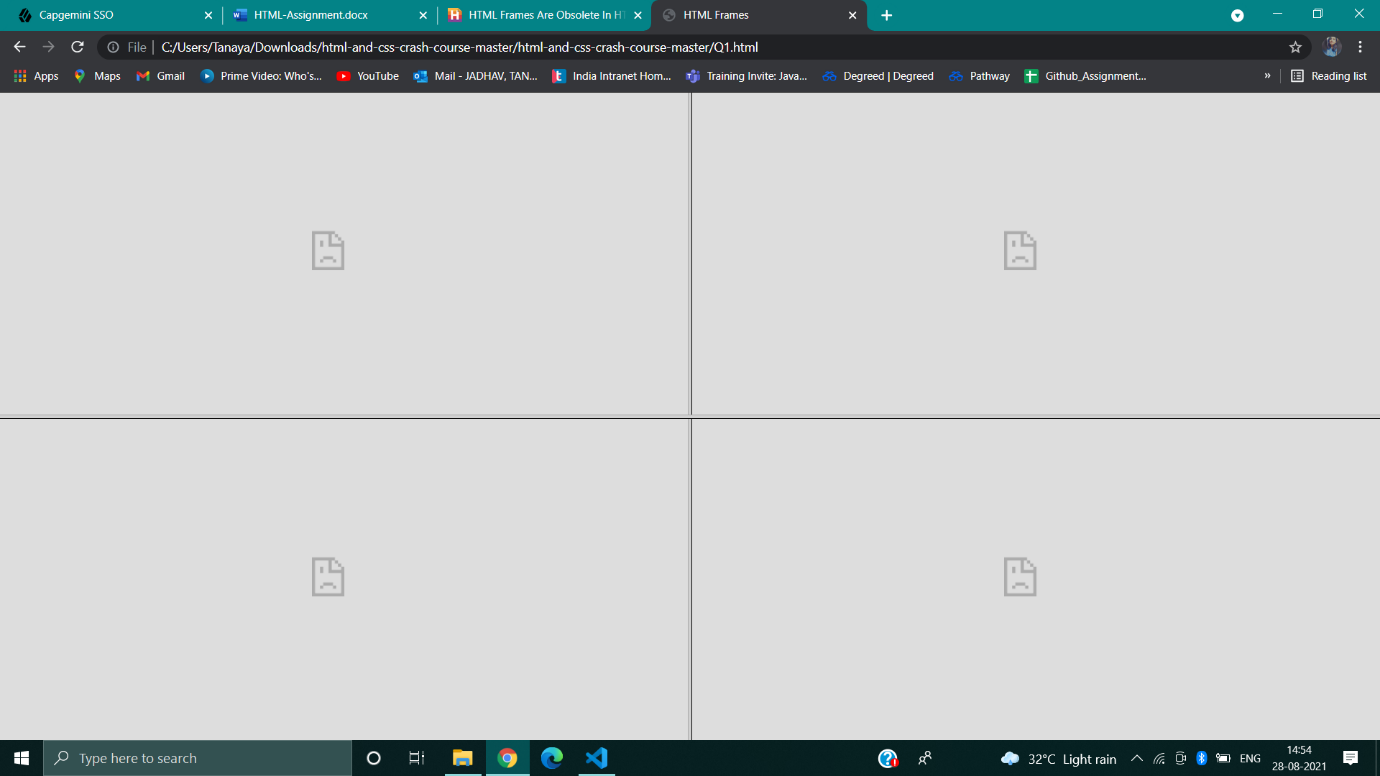 Capgemini SSO HTML-Assignment.docx HTML Frames Are Obsolete In HT HTML Frames
File C:/Users/Tanaya/Downloads/html-and-css-crash-course-master/html-and-css-crash-course-master/Q1.html
Apps Maps Gmail Prime Video: Who's... YouTube Mail - JADHAV, TAN... India Intranet Hom... Training Invite: Java... Degreed | Degreed Pathway Github_Assignment... » Reading list
Type here to search 32°C Light rain ENG 14:54
28-08-2021